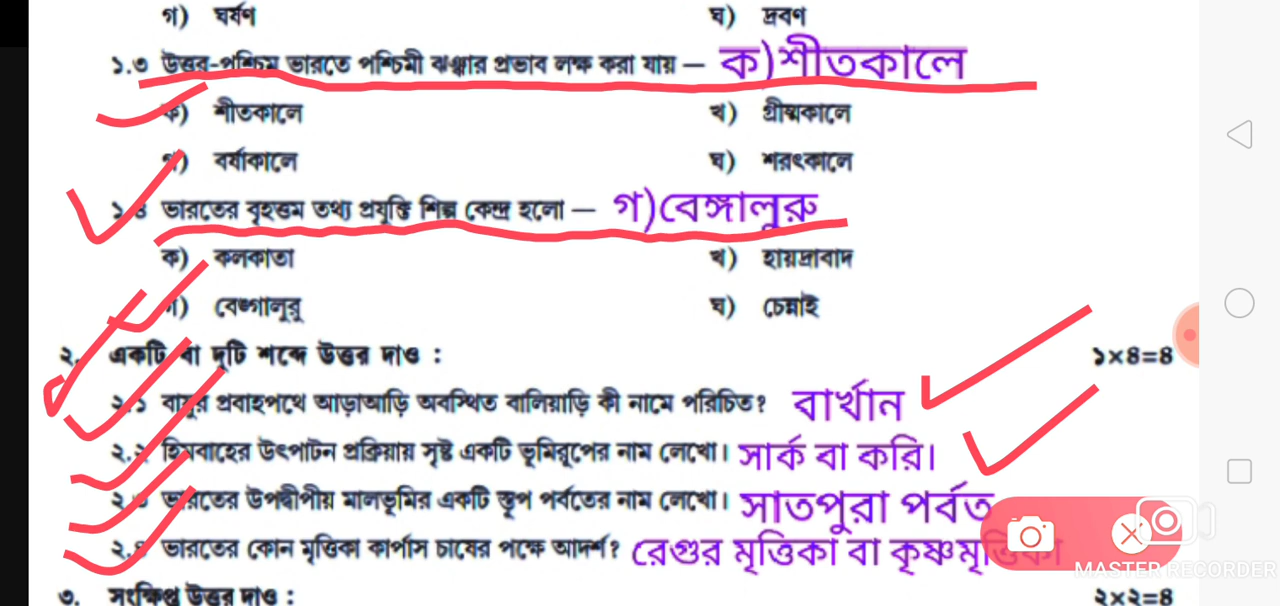 গ) ঘর্ষণ ঘ) দ্রবণ
১.৩ উত্তর-পশ্চিম ভারতে পশ্চিমী ঝঞ্ঝার প্রভাব লক্ষ করা যায় — ক)শীতকালে
ক) শীতকালে খ) গ্রীষ্মকালে
গ) বর্ষাকালে ঘ) শরৎকালে
১.৪ ভারতের বৃহত্তম তথ্য প্রযুক্তি শিল্প কেন্দ্র হলো — গ)বেঙ্গালুরু
ক) কলকাতা খ) হায়দ্রাবাদ
গ) বেঙ্গালুরু ঘ) চেন্নাই
২. একটি বা দুটি শব্দে উত্তর দাও : ১×৪=৪
২.১ বায়ুর প্রবাহপথে আড়াআড়ি অবস্থিত বালিয়াড়ি কী নামে পরিচিত? বার্খান
২.২ হিমবাহের উৎপাটন প্রক্রিয়ায় সৃষ্ট একটি ভূমিরূপের নাম লেখো। সার্ক বা করি।
২.৩ ভারতের উপদ্বীপীয় মালভূমির একটি স্তূপ পর্বতের নাম লেখো। সাতপুরা পর্বত
২.৪ ভারতের কোন মৃত্তিকা কার্পাস চাষের পক্ষে আদর্শ? রেগুর মৃত্তিকা বা কৃষ্ণমৃত্তিকা
MASTER RECORDER
৩. সংক্ষিপ্ত উত্তর দাও : ২×২=৪